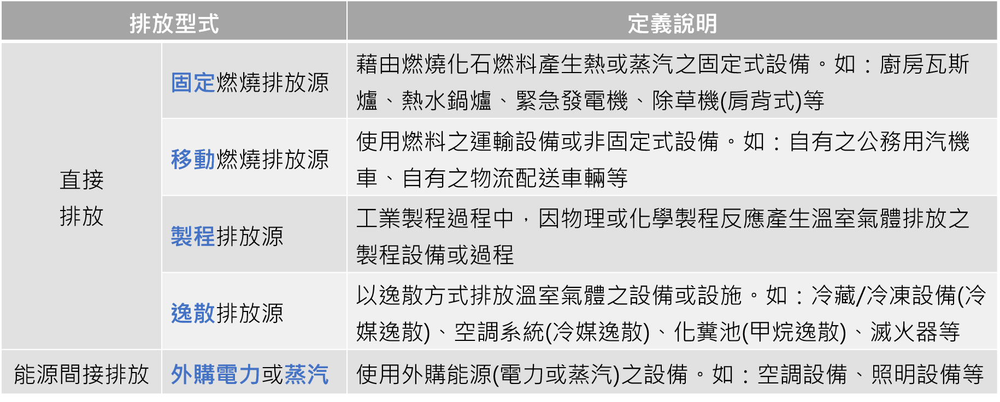 排放型式
定義說明
直接
排放
固定燃燒排放源
藉由燃燒化石燃料產生熱或蒸汽之固定式設備。如：廚房瓦斯
爐、熱水鍋爐、緊急發電機、除草機(肩背式)等
移動燃燒排放源
使用燃料之運輸設備或非固定式設備。如：自有之公務用汽機
車、自有之物流配送車輛等
製程排放源
工業製程過程中，因物理或化學製程反應產生溫室氣體排放之
製程設備或過程
逸散排放源
以逸散方式排放溫室氣體之設備或設施。如：冷藏/冷凍設備(冷
媒逸散)、空調系統(冷媒逸散)、化糞池(甲烷逸散)、滅火器等
能源間接排放
外購電力或蒸汽
使用外購能源(電力或蒸汽)之設備。如：空調設備、照明設備等